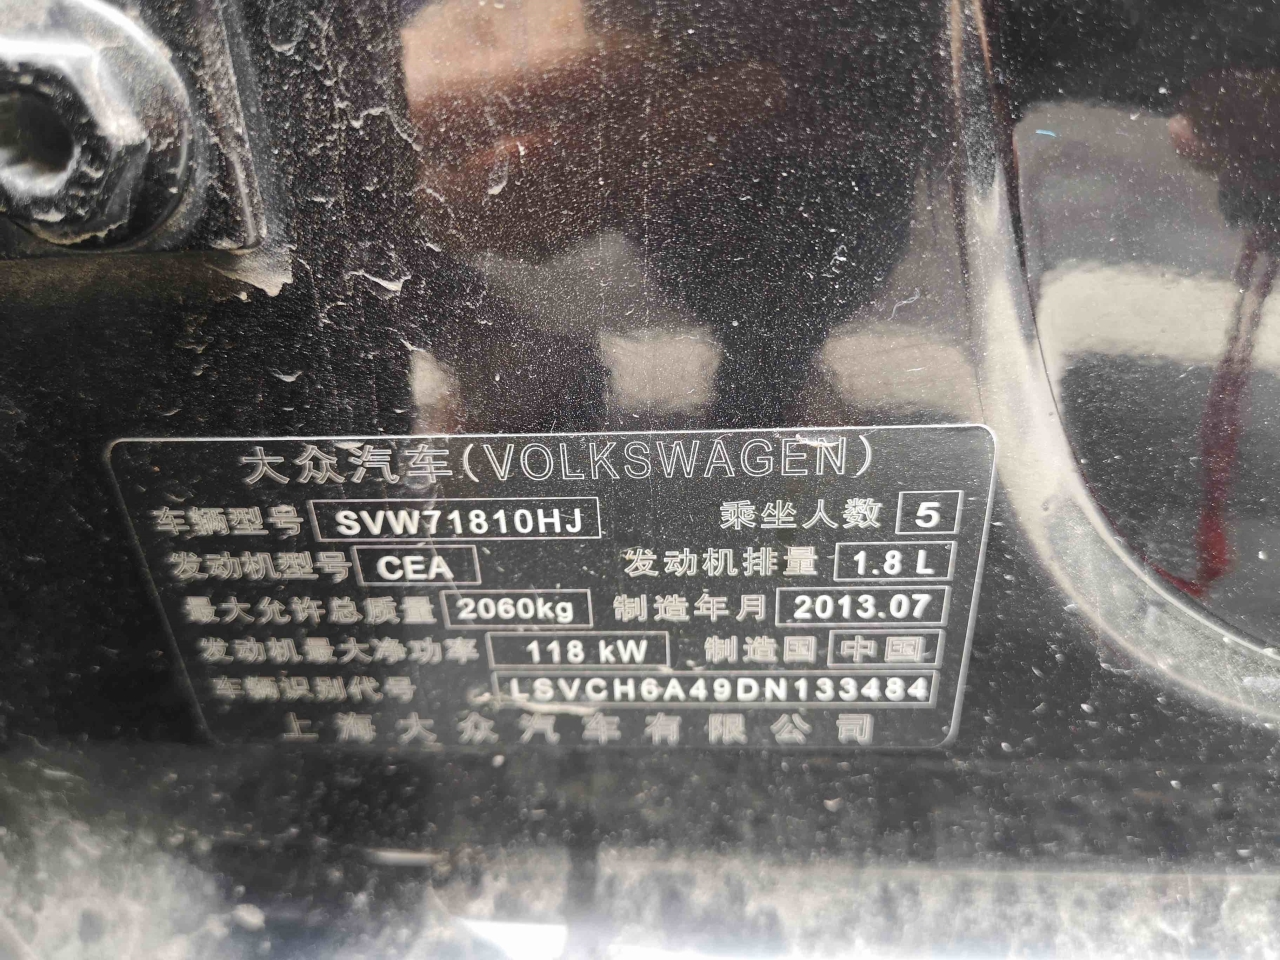 大众汽车(VOLKSWAGEN)
车辆型号 SVW71810HJ 乘坐人数 5
发动机型号 CEA 发动机排量 1.8 L
最大允许总质量 2060kg 制造年月 2013.07
发动机最大净功率 118 kW 制造国 中国
车辆识别代号 LSVCH6A49DN133484
上海大众汽车有限公司